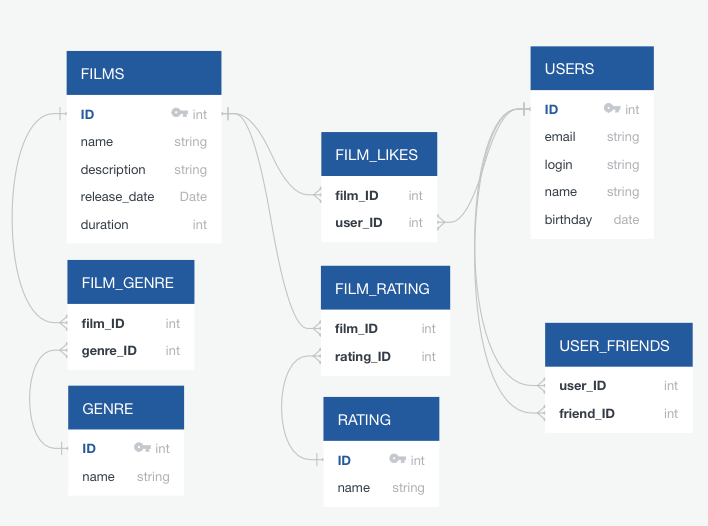 FILMS
ID int
name string
description string
release_date Date
duration int
FILM_GENRE
film_ID int
genre_ID int
GENRE
ID int
name string
FILM_LIKES
film_ID int
user_ID int
FILM_RATING
film_ID int
rating_ID int
RATING
ID int
name string
USERS
ID int
email string
login string
name string
birthday date
USER_FRIENDS
user_ID int
friend_ID int